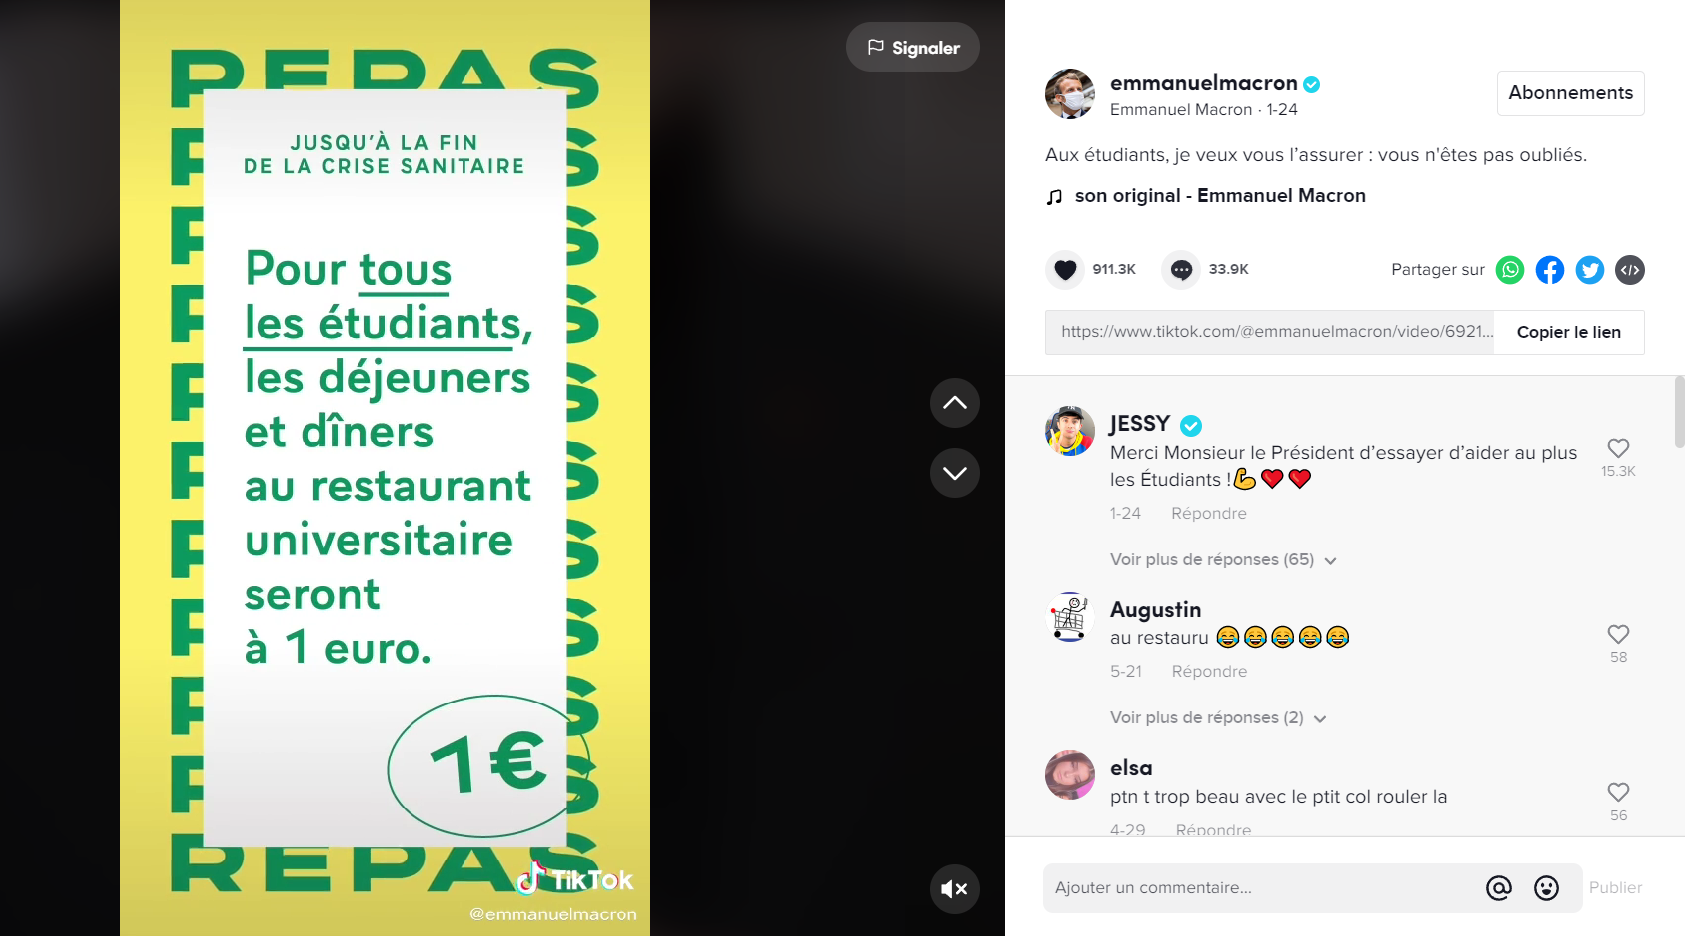 REPAS
JUSQU'À LA FIN
DE LA CRISE SANITAIRE
Pour tous
les étudiants,
les déjeuners
et dîners
au restaurant
universitaire
seront
à 1 euro.
1€
REPAS
TikTok
@emmanuelmacron
Signaler
emmanuelmacron
Emmanuel Macron · 1-24
Abonnements
Aux étudiants, je veux vous l’assurer : vous n'êtes pas oubliés.
son original - Emmanuel Macron
911.3K
33.9K
Partager sur
https://www.tiktok.com/@emmanuelmacron/video/6921...
Copier le lien
JESSY
Merci Monsieur le Président d’essayer d’aider au plus
les Étudiants !💪❤️❤️
15.3K
1-24 Répondre
Voir plus de réponses (65)
Augustin
au restauru 😂😂😂😂😂
58
5-21 Répondre
Voir plus de réponses (2)
elsa
ptn t trop beau avec le ptit col rouler la
56
4-29 Répondre
Ajouter un commentaire...
Publier